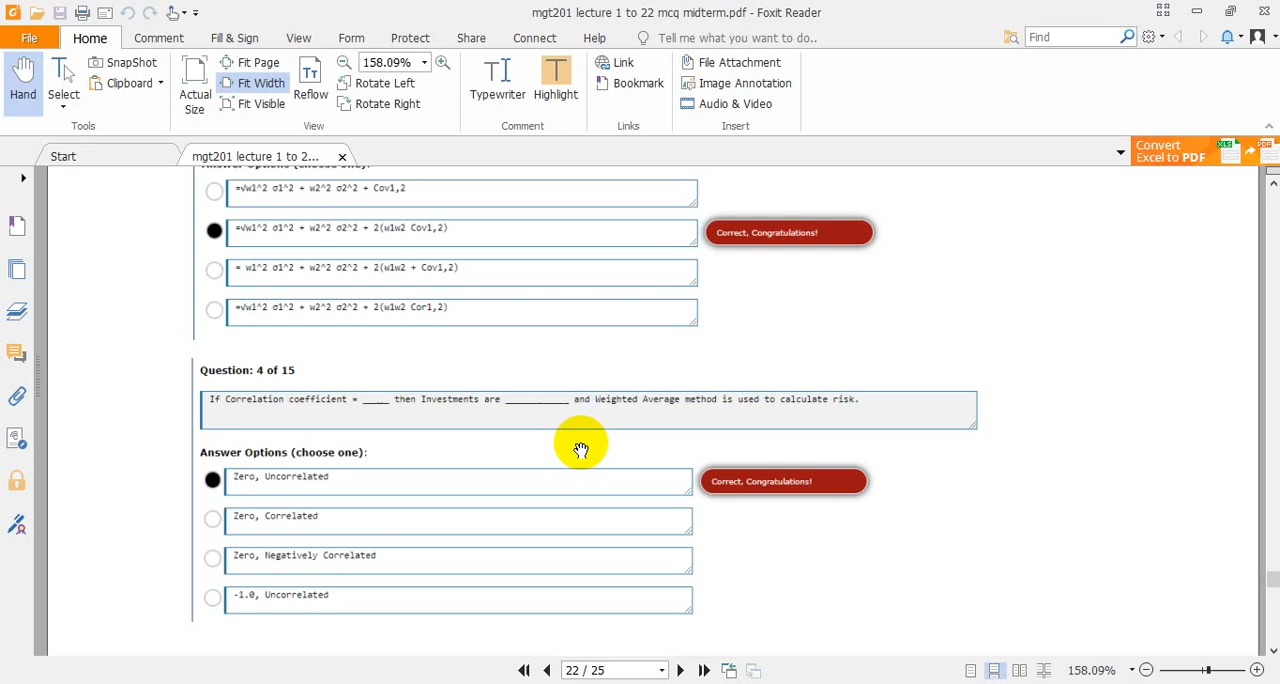 mgt201 lecture 1 to 22 mcq midterm.pdf - Foxit Reader
File Home Comment Fill & Sign View Form Protect Share Connect Help Tell me what you want to do.. Find
Hand
Select
SnapShot
Clipboard
Tools
Actual
Size
Fit Page
Fit Width
Fit Visible
Reflow
158.09%
Rotate Left
Rotate Right
View
Typewriter
Highlight
Comment
Link
Bookmark
Links
File Attachment
Image Annotation
Audio & Video
Insert
Start
mgt201 lecture 1 to 2...
Convert
Excel to PDF
XLS
PDF
Answer Options (choose one):
=√w1^2 σ1^2 + w2^2 σ2^2 + Cov1,2
=√w1^2 σ1^2 + w2^2 σ2^2 + 2(w1w2 Cov1,2)
Correct, Congratulations!
= w1^2 σ1^2 + w2^2 σ2^2 + 2(w1w2 + Cov1,2)
=√w1^2 σ1^2 + w2^2 σ2^2 + 2(w1w2 Cor1,2)
Question: 4 of 15
If Correlation coefficient = _____ then Investments are ____________ and Weighted Average method is used to calculate risk.
Answer Options (choose one):
Zero, Uncorrelated
Correct, Congratulations!
Zero, Correlated
Zero, Negatively Correlated
-1.0, Uncorrelated
22 / 25
158.09%